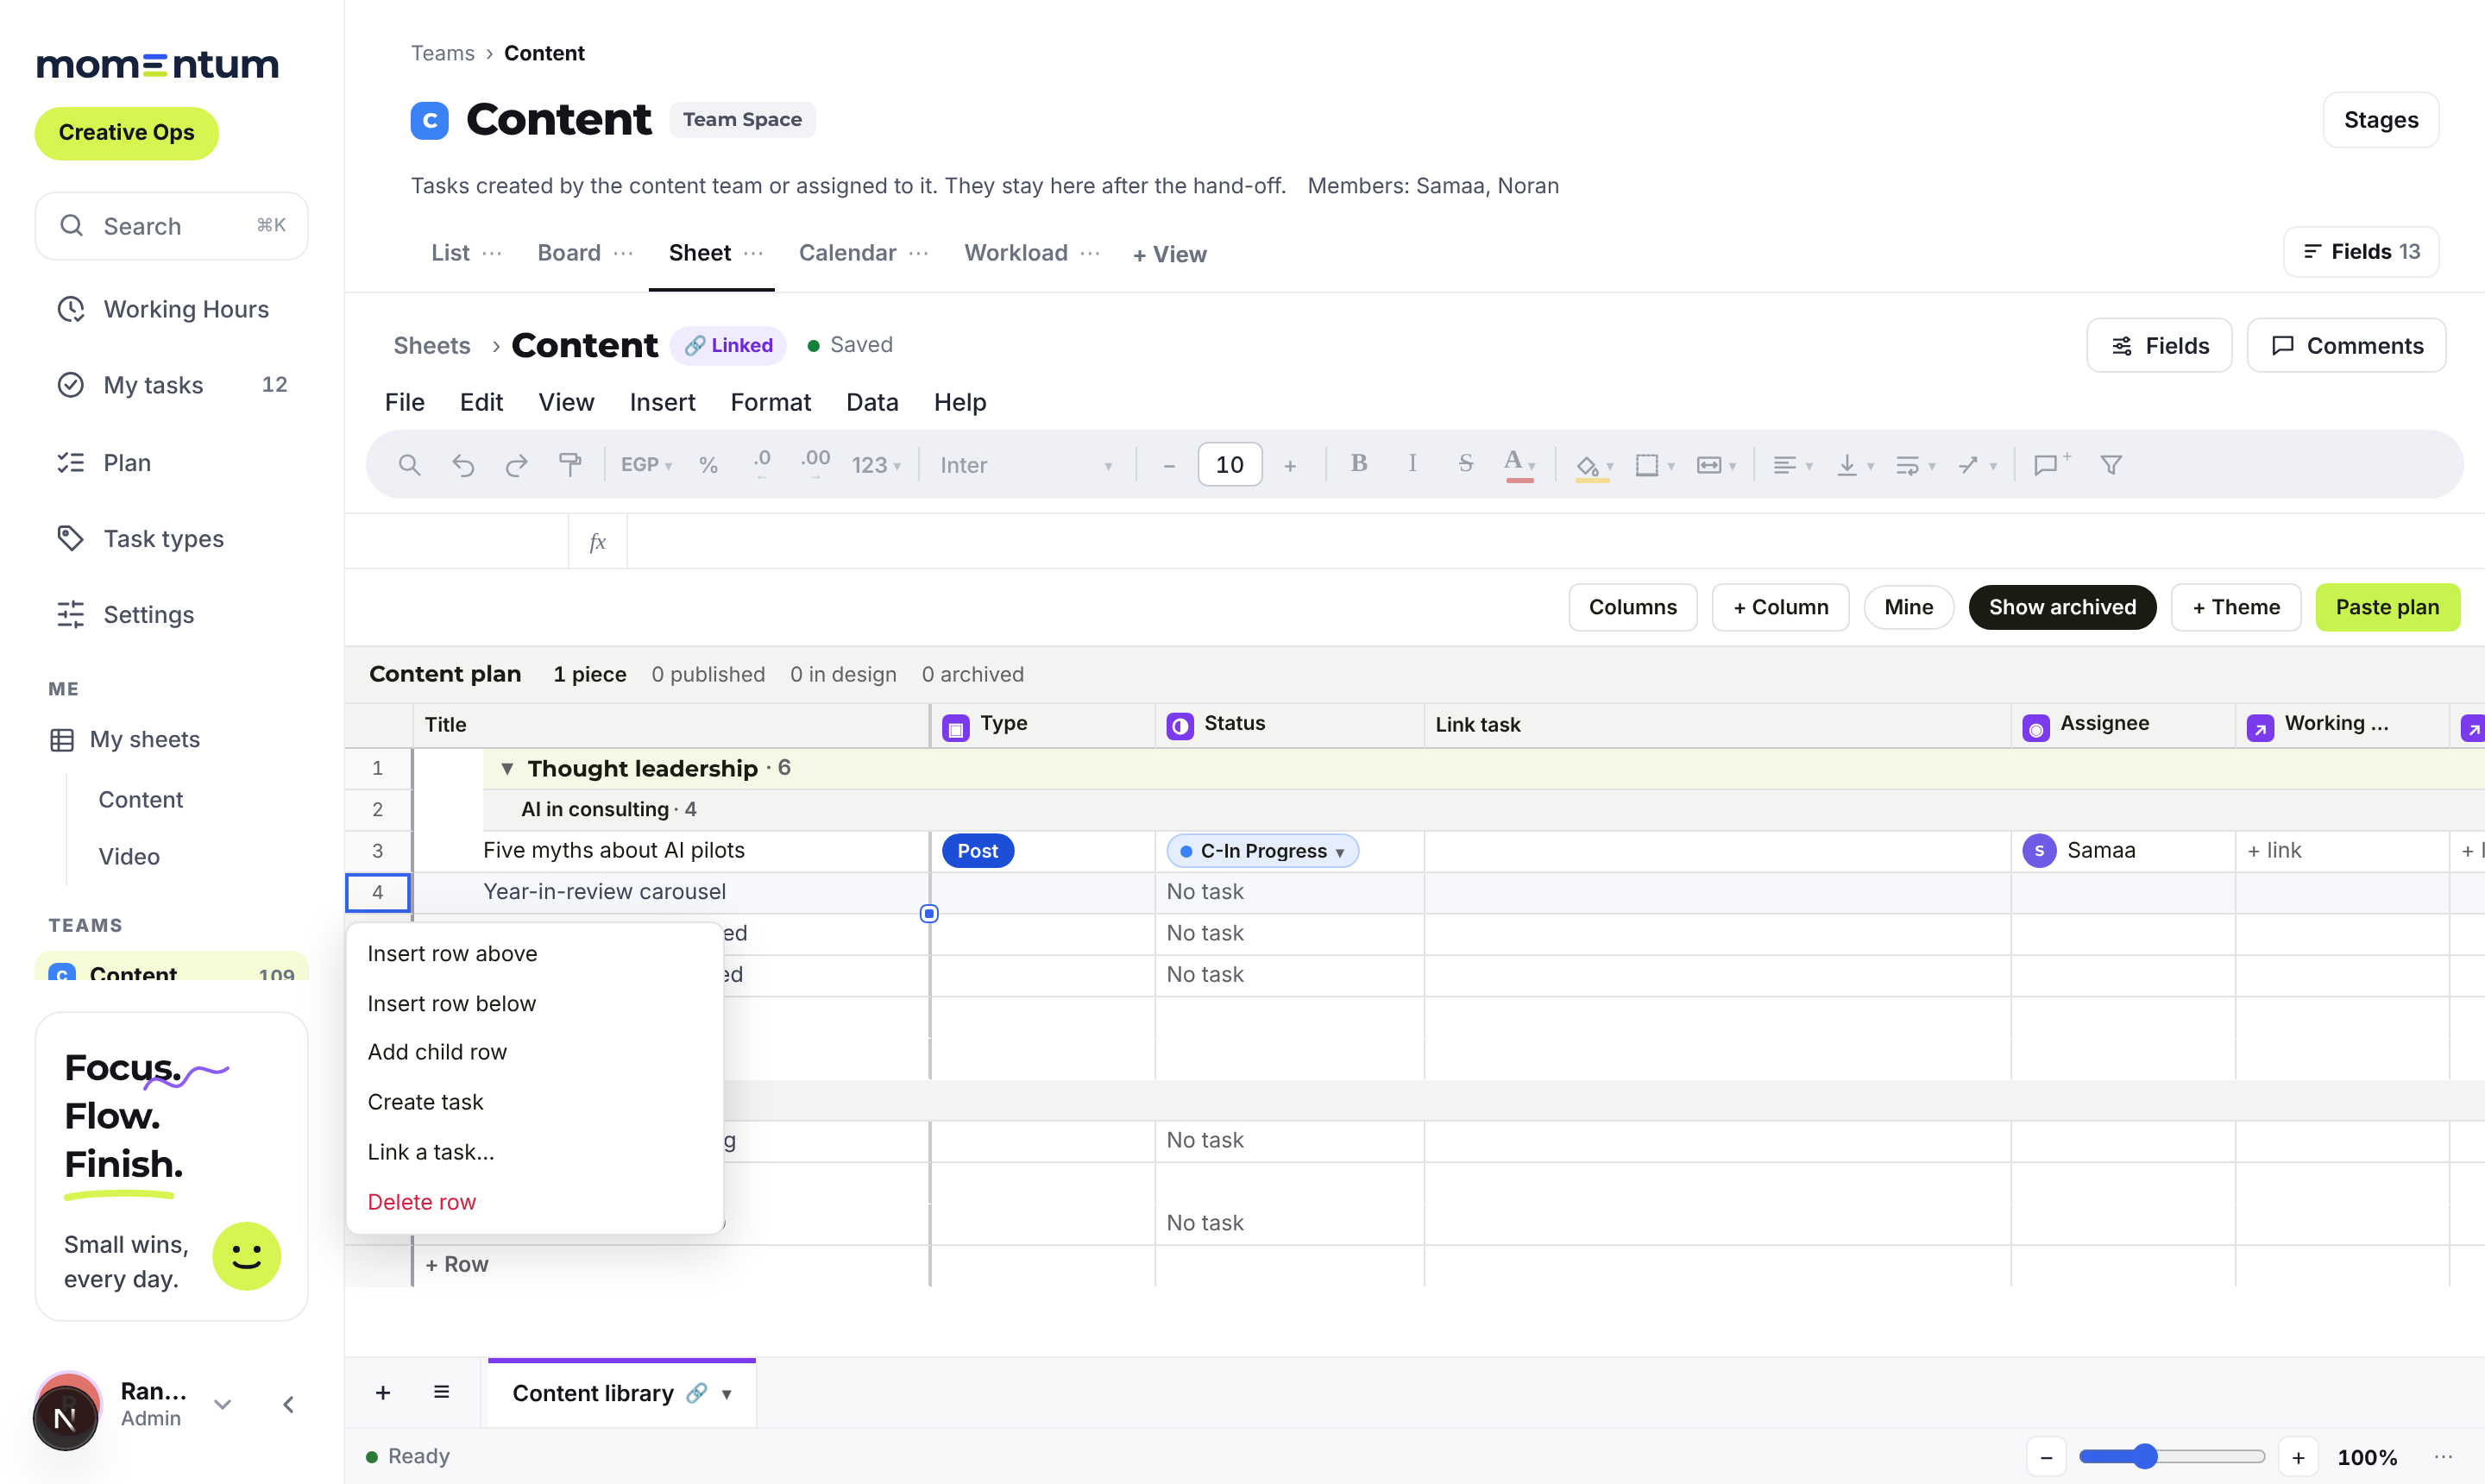 momentum
Creative Ops
Search ⌘K
Working Hours
My tasks 12
Plan
Task types
Settings
ME
My sheets
Content
Video
TEAMS
C Content 109
Focus.
Flow.
Finish.
Small wins,
every day.
N Ran...
Admin
Teams › Content
C Content Team Space
Stages
Tasks created by the content team or assigned to it. They stay here after the hand-off. Members: Samaa, Noran
List ··· Board ··· Sheet ··· Calendar ··· Workload ··· + View
Fields 13
Sheets › Content 🔗 Linked Saved
Fields Comments
File Edit View Insert Format Data Help
EGP % .0 .00 123 Inter − 10 + B I S A
fx
Columns + Column Mine Show archived + Theme Paste plan
Content plan 1 piece 0 published 0 in design 0 archived
Title Type Status Link task Assignee Working ...
1 ▼ Thought leadership · 6
2 AI in consulting · 4
3 Five myths about AI pilots Post C-In Progress ▾ S Samaa + link +
4 Year-in-review carousel No task
ed No task
ed No task
g No task
No task
Insert row above
Insert row below
Add child row
Create task
Link a task...
Delete row
+ Row
+ ≡ Content library 🔗 ▾
Ready
− + 100% ···